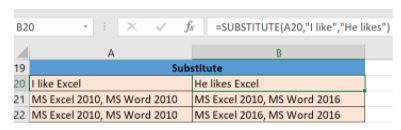 B20 fx =SUBSTITUTE(A20,"I like","He likes")
A B
19 Substitute
20 I like Excel He likes Excel
21 MS Excel 2010, MS Word 2010 MS Excel 2010, MS Word 2016
22 MS Excel 2010, MS Word 2010 MS Excel 2016, MS Word 2016